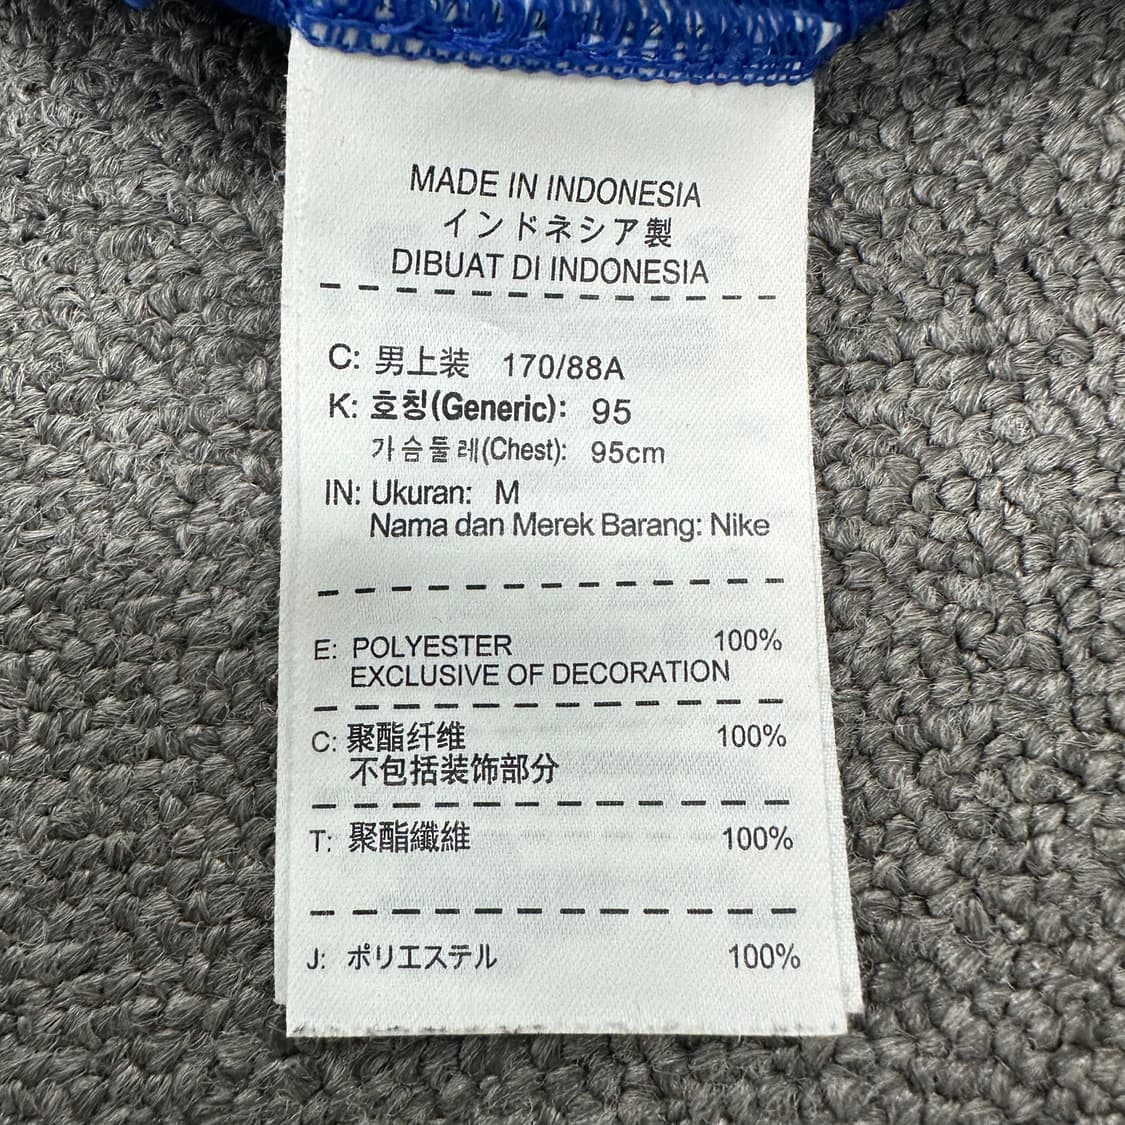 MADE IN INDONESIA
インドネシア製
DIBUAT DI INDONESIA
C: 男上装 170/88A
K: 호칭(Generic): 95
가슴둘레(Chest): 95cm
IN: Ukuran: M
Nama dan Merek Barang: Nike
E: POLYESTER 100%
EXCLUSIVE OF DECORATION
C: 聚酯纤维 100%
不包括装饰部分
T: 聚酯纖維 100%
J: ポリエステル 100%